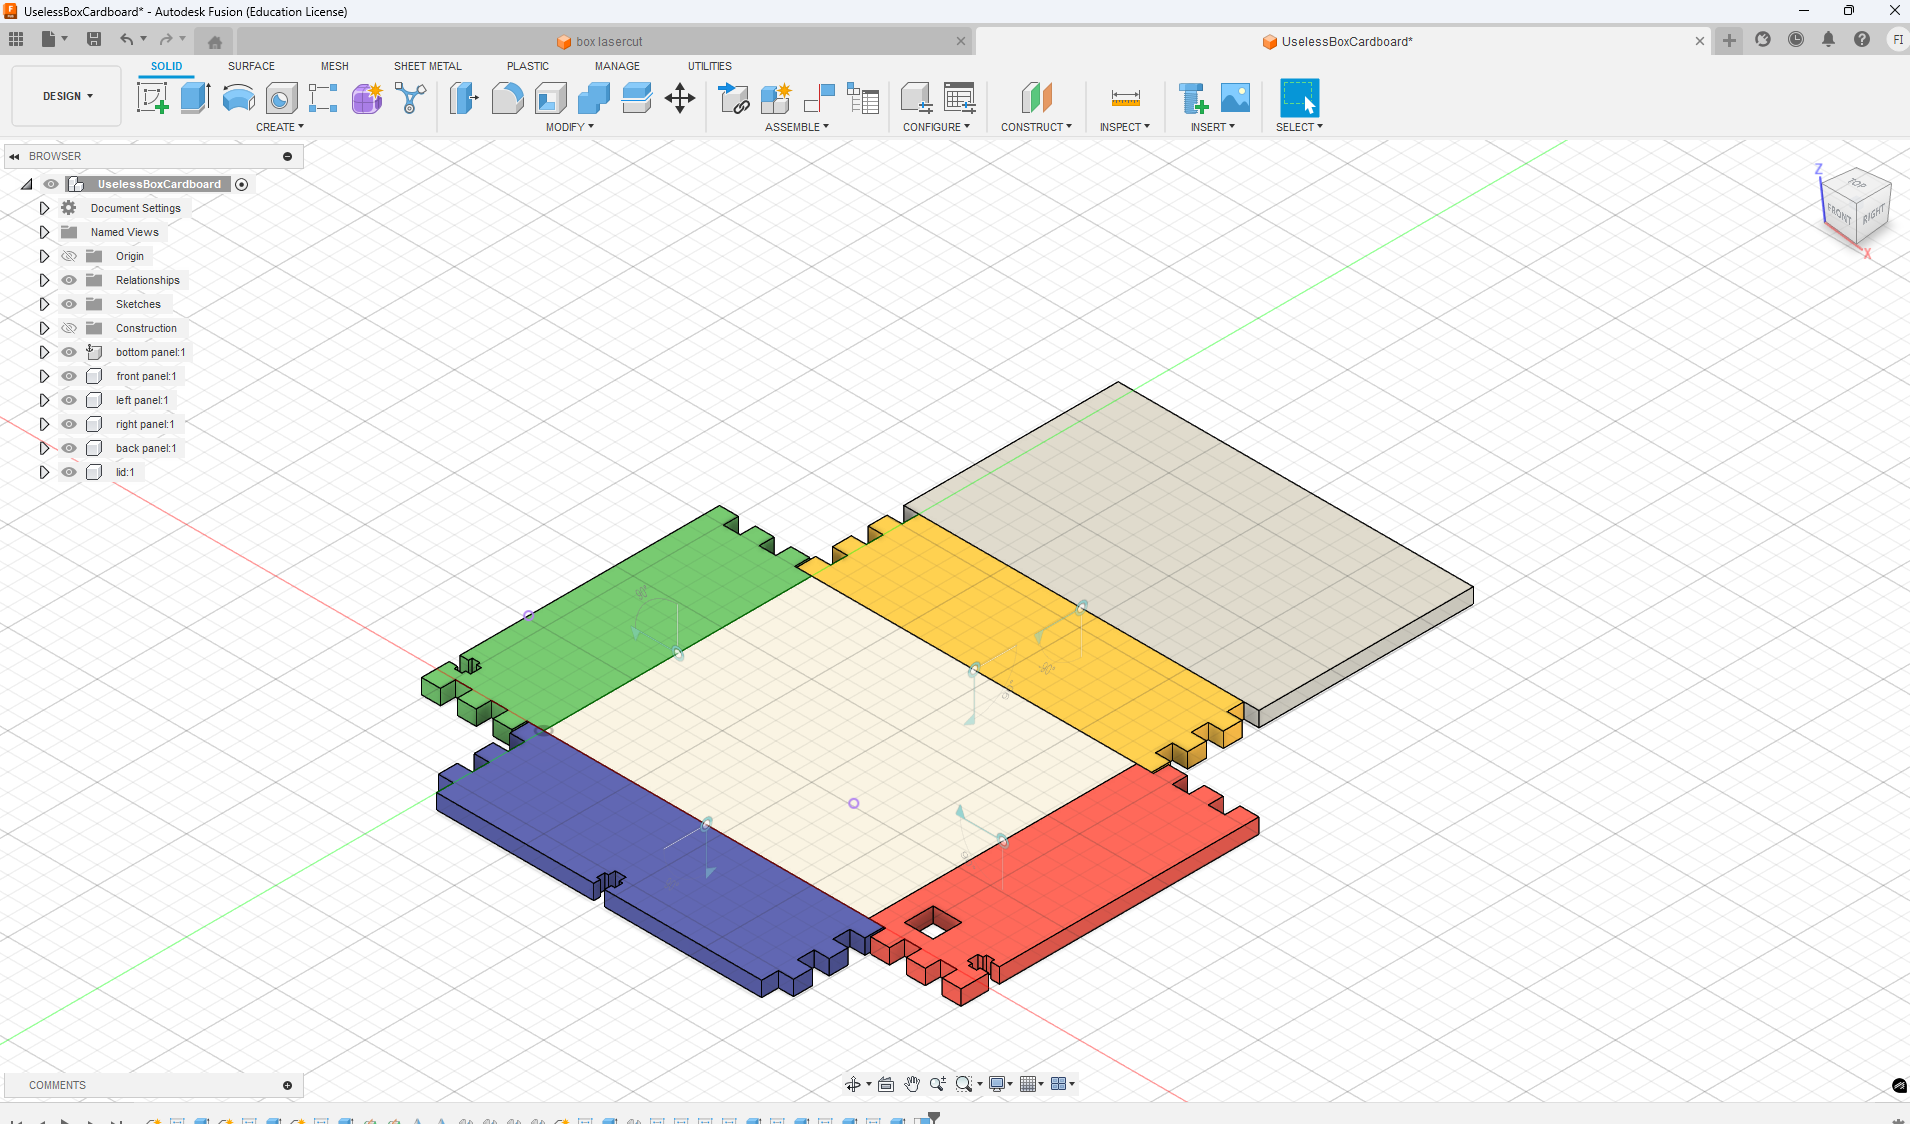 UselessBoxCardboard* - Autodesk Fusion (Education License)
box lasercut
UselessBoxCardboard*
FI
DESIGN
SOLID
SURFACE
MESH
SHEET METAL
PLASTIC
MANAGE
UTILITIES
CREATE
MODIFY
ASSEMBLE
CONFIGURE
CONSTRUCT
INSPECT
INSERT
SELECT
BROWSER
UselessBoxCardboard
Document Settings
Named Views
Origin
Relationships
Sketches
Construction
bottom panel:1
front panel:1
left panel:1
right panel:1
back panel:1
lid:1
Z
TOP
FRONT
RIGHT
X
COMMENTS